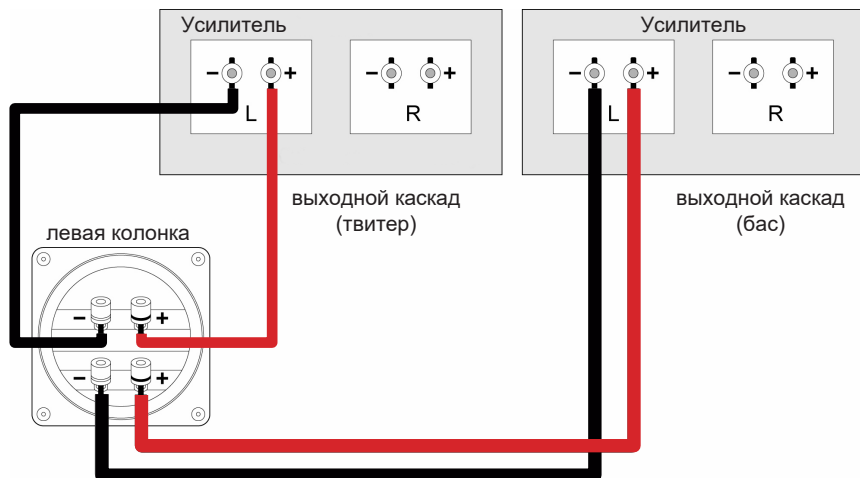 Усилитель
− + − +
L R
выходной каскад
(твитер)
Усилитель
− + − +
L R
выходной каскад
(бас)
левая колонка
− +
− +